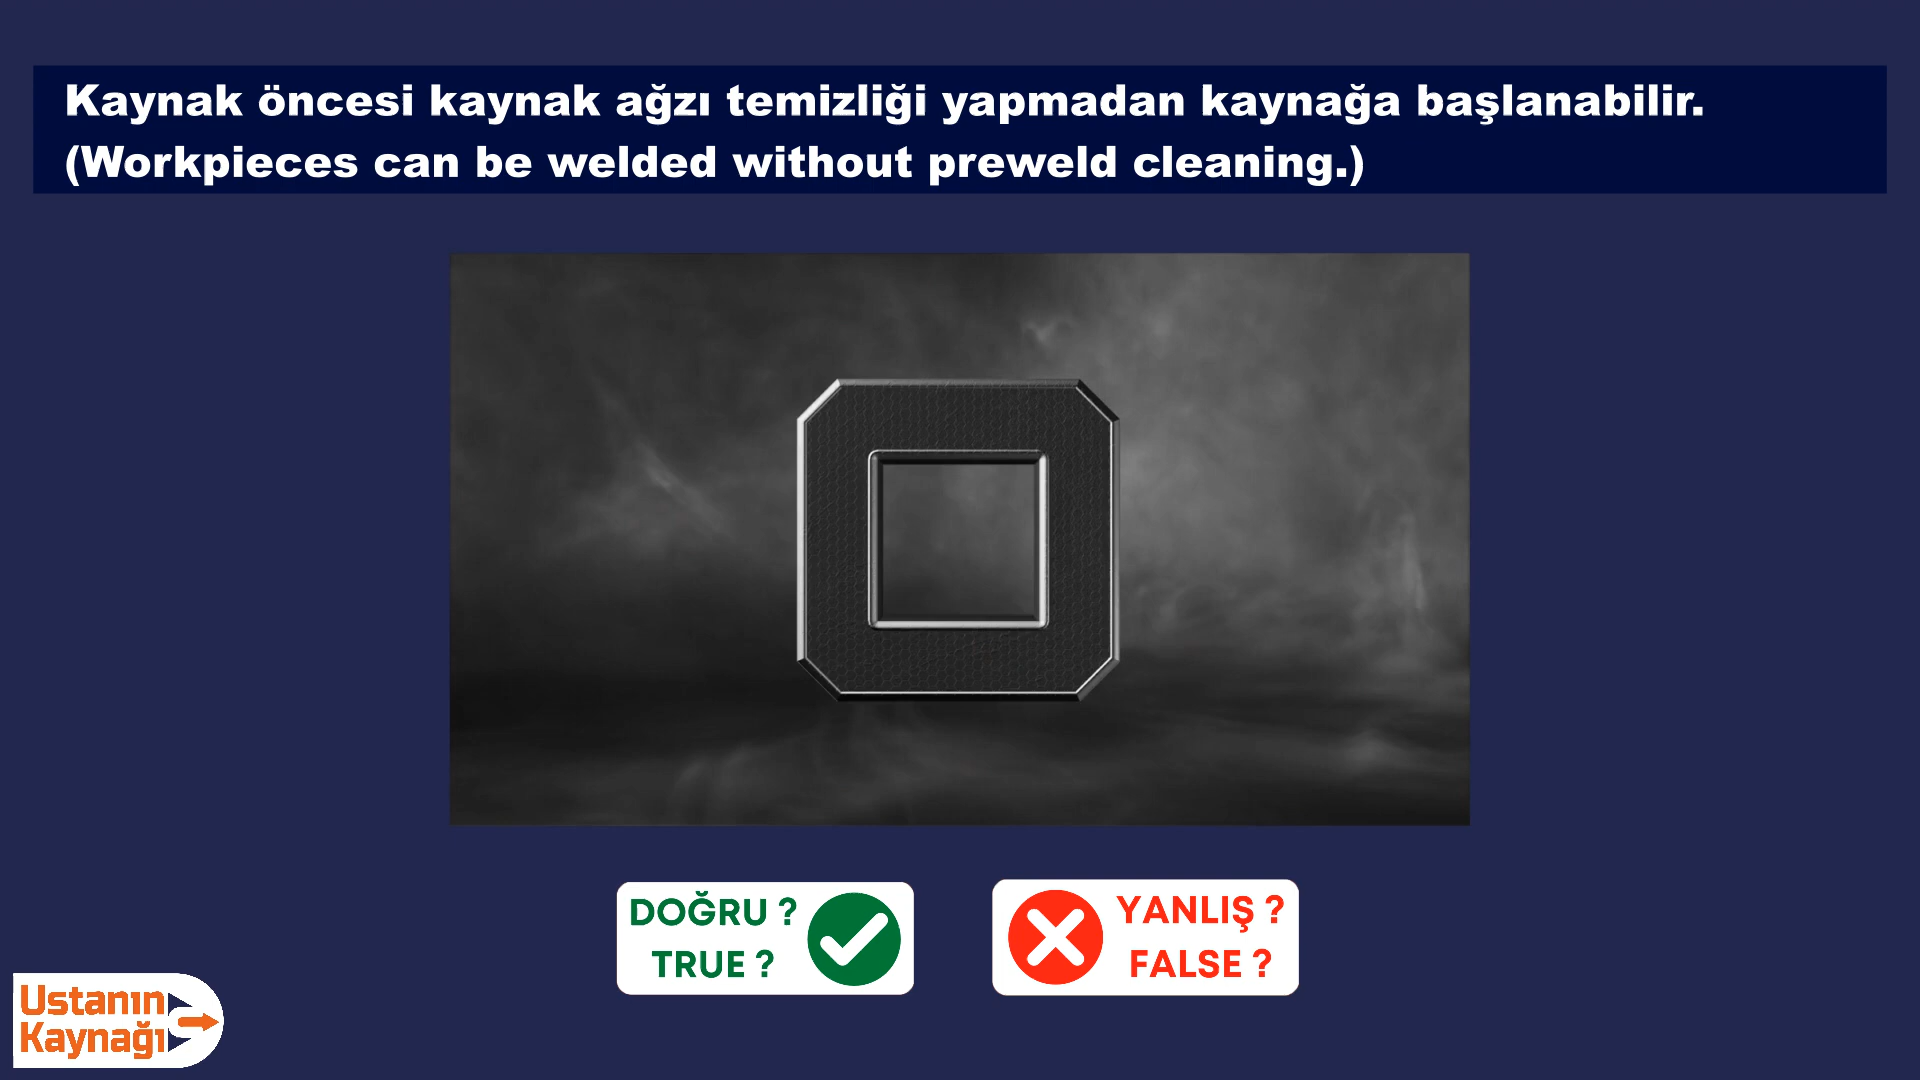 Kaynak öncesi kaynak ağzı temizliği yapmadan kaynağa başlanabilir.
(Workpieces can be welded without preweld cleaning.)
DOĞRU ?
TRUE ?
YANLIŞ ?
FALSE ?
Ustanın
Kaynağı